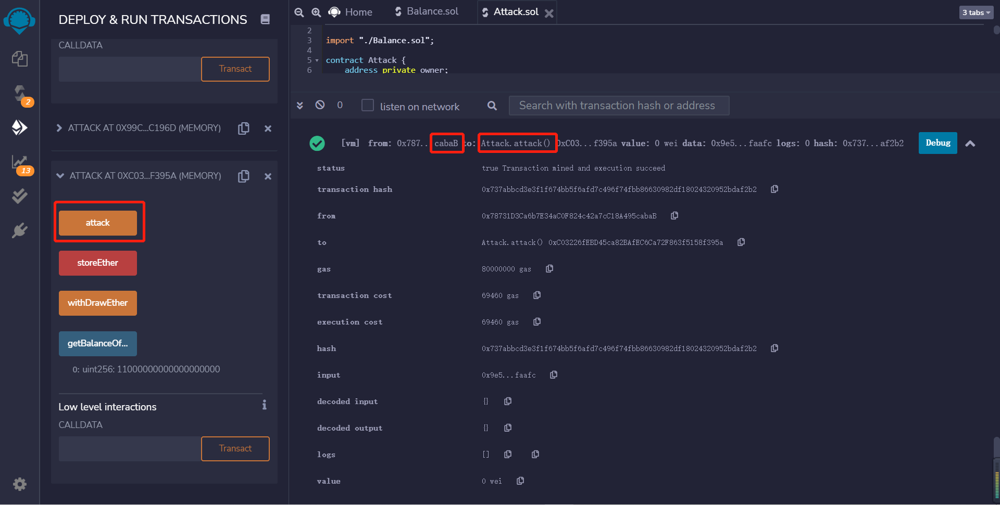 DEPLOY & RUN TRANSACTIONS
CALLDATA
Transact
ATTACK AT 0X99C...C196D (MEMORY)
ATTACK AT 0XC03...F395A (MEMORY)
attack
storeEther
withDrawEther
getBalanceOf...
0: uint256: 11000000000000000000
Low level interactions
i
CALLDATA
Transact
2
13
Home
Balance.sol
Attack.sol
3 tabs
2
3 import "./Balance.sol";
4
5 contract Attack {
6 address private owner;
0
listen on network
Search with transaction hash or address
[vm] from: 0x787...cabaB to: Attack.attack() 0xC03...f395a value: 0 wei data: 0x9e5...faafc logs: 0 hash: 0x737...af2b2
Debug
status true Transaction mined and execution succeed
transaction hash 0x737abbcd3e3f1f674bb5f6afd7c496f74fbb86630982df18024320952bdaf2b2
from 0x78731D3Ca6b7E34aC0F824c42a7cC18A495cabaB
to Attack.attack() 0xC03226fEBD45ca82BAfEC6Ca72F863f5158f395a
gas 80000000 gas
transaction cost 69460 gas
execution cost 69460 gas
hash 0x737abbcd3e3f1f674bb5f6afd7c496f74fbb86630982df18024320952bdaf2b2
input 0x9e5...faafc
decoded input {}
decoded output {}
logs []
value 0 wei